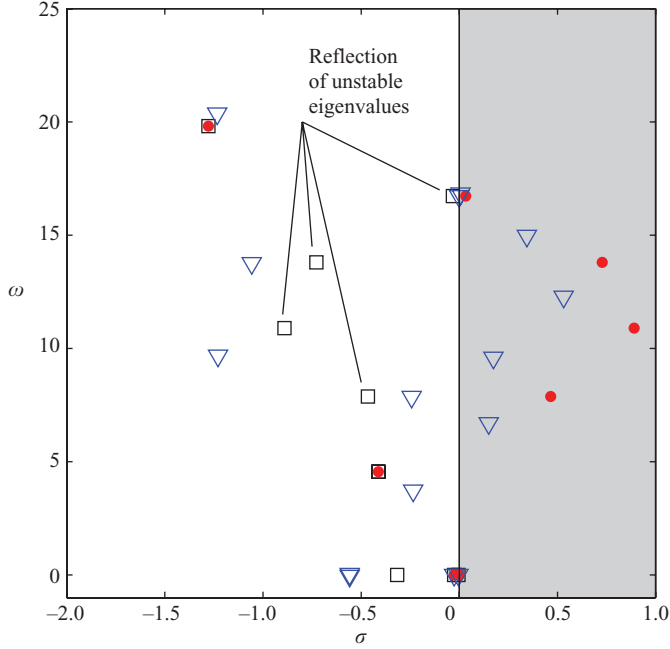 25
Reflection
of unstable
eigenvalues
20
15
ω
10
5
0
–2.0 –1.5 –1.0 –0.5 0 0.5 1.0
σ